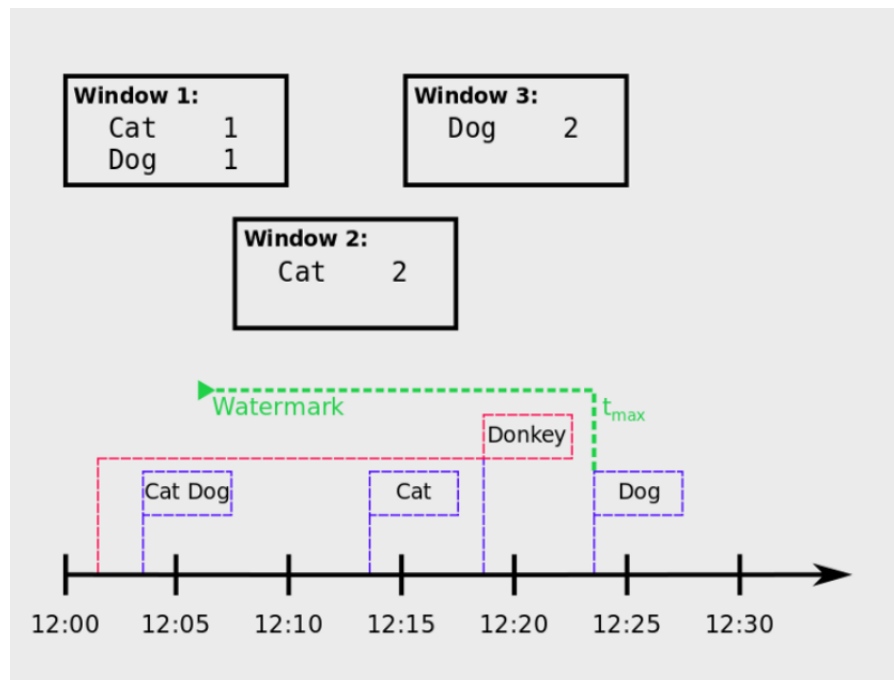 Window 1:
Cat 1
Dog 1
Window 3:
Dog 2
Window 2:
Cat 2
Watermark
tmax
Donkey
Cat Dog
Cat
Dog
12:00 12:05 12:10 12:15 12:20 12:25 12:30